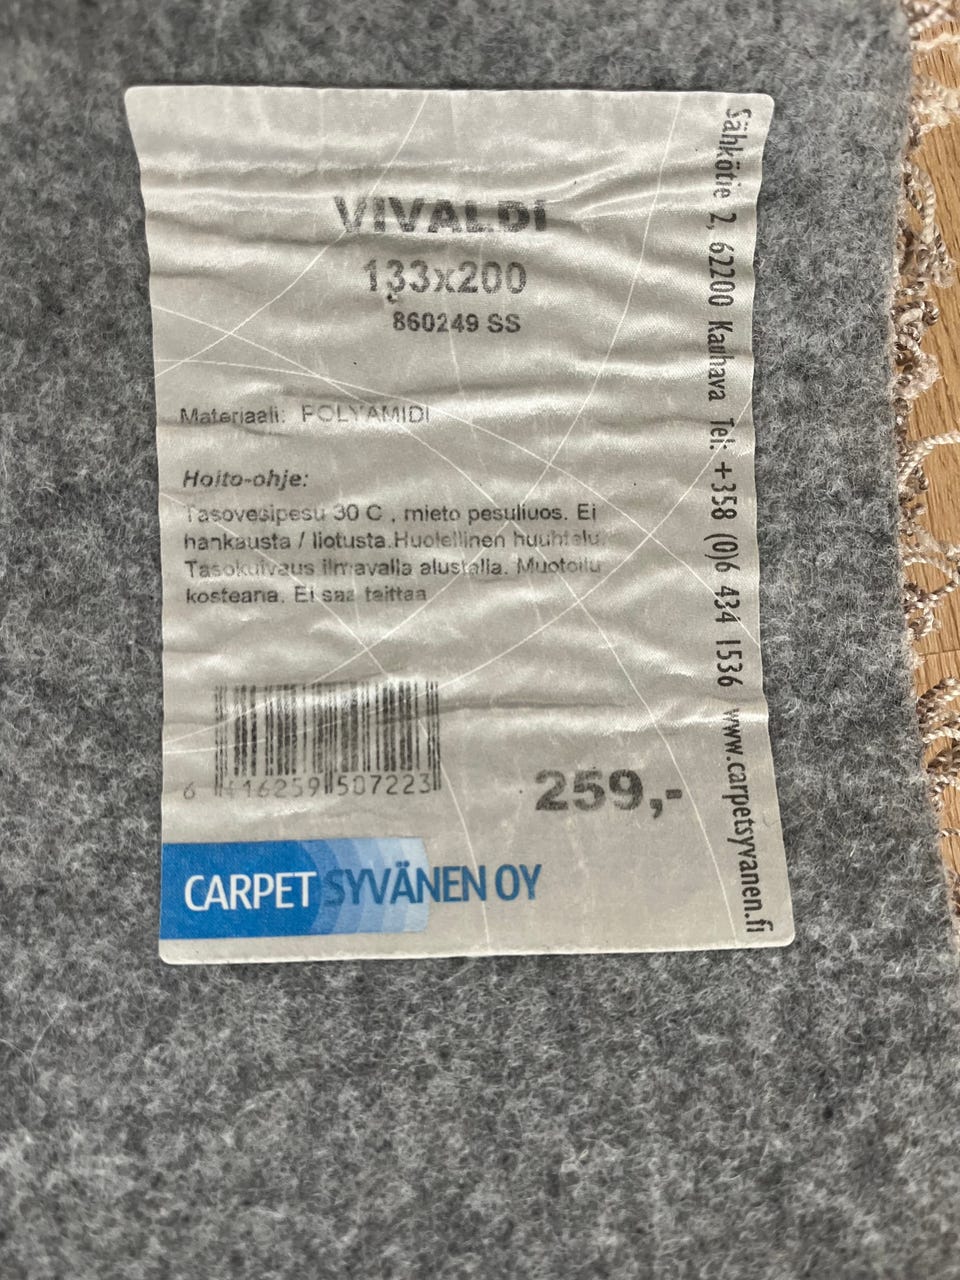 VIVALDI
133x200
860249 SS
Materiaali: POLYAMIDI
Hoito-ohje:
Tasovesipesu 30 C , mieto pesuliuos. Ei
hankausta / liotusta.Huolellinen huuhtelu.
Tasokuivaus ilmavalla alustalla. Muotoilu
kosteana. Ei saa taittaa
6 416259 507223
259,-
CARPET SYVÄNEN OY
Sähkötie 2, 62200 Kauhava Tel: +358 (0)6 434 1536 www.carpetsyvanen.fi